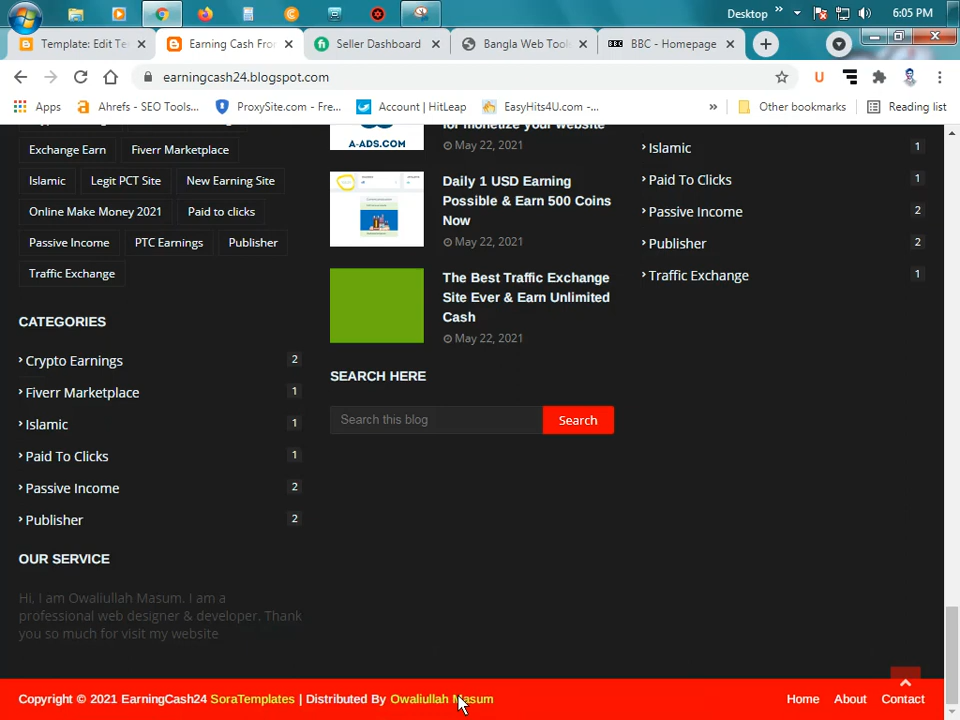 Desktop
»
6:05 PM
Template: Edit Te
Earning Cash Fro
Seller Dashboard
Bangla Web Tools
BBC - Homepage
earningcash24.blogspot.com
Apps
Ahrefs - SEO Tools...
ProxySite.com - Fre...
Account | HitLeap
EasyHits4U.com -...
»
Other bookmarks
Reading list
Exchange Earn
Fiverr Marketplace
Islamic
Legit PCT Site
New Earning Site
Online Make Money 2021
Paid to clicks
Passive Income
PTC Earnings
Publisher
Traffic Exchange
CATEGORIES
Crypto Earnings 2
Fiverr Marketplace 1
Islamic 1
Paid To Clicks 1
Passive Income 2
Publisher 2
OUR SERVICE
Hi, I am Owaliullah Masum. I am a
professional web designer & developer. Thank
you so much for visit my website
A-ADS.COM
for monetize your website
May 22, 2021
Daily 1 USD Earning
Possible & Earn 500 Coins
Now
May 22, 2021
The Best Traffic Exchange
Site Ever & Earn Unlimited
Cash
May 22, 2021
SEARCH HERE
Search this blog
Search
Islamic 1
Paid To Clicks 1
Passive Income 2
Publisher 2
Traffic Exchange 1
Copyright © 2021 EarningCash24 SoraTemplates | Distributed By Owaliullah Masum
Home
About
Contact